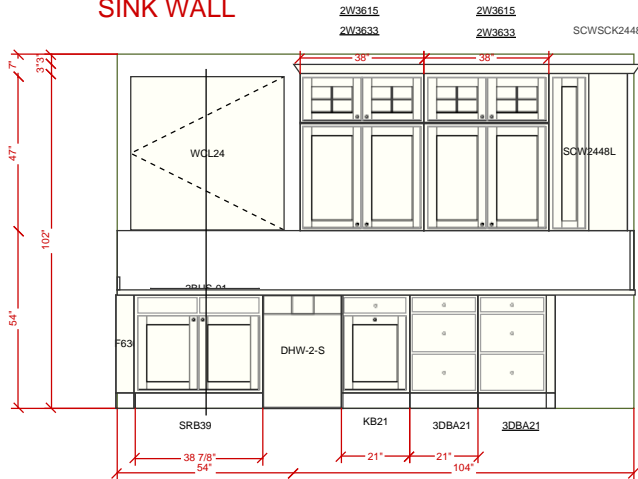 SINK WALL
2W3615
2W3615
2W3633
2W3633
SCWSCK2448
7"
3"
3"
38"
38"
47"
102"
WCL24
SCW2448L
54"
F63
DHW-2-S
SRB39
KB21
3DBA21
3DBA21
38 7/8"
21"
21"
54"
104"